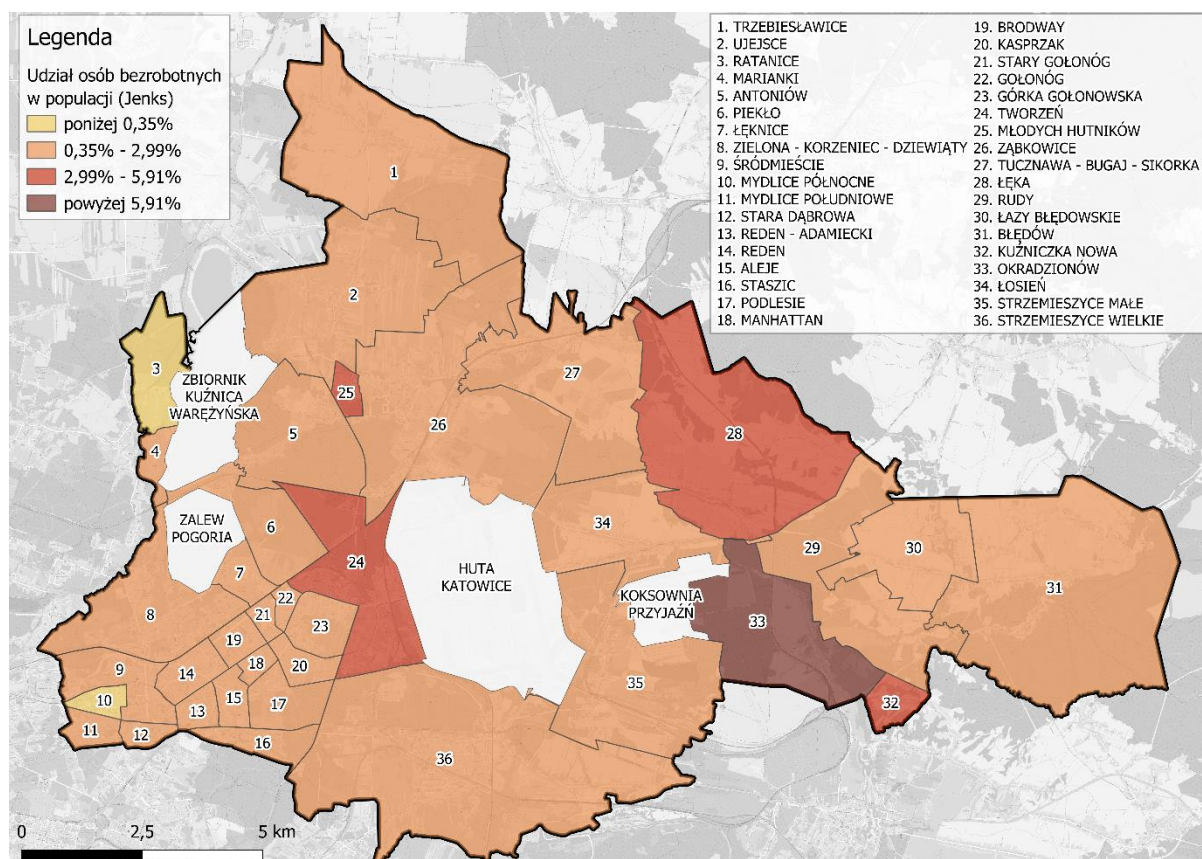 Legenda
Udział osób bezrobotnych
w populacji (Jenks)
poniżej 0,35%
0,35% - 2,99%
2,99% - 5,91%
powyżej 5,91%
1. TRZEBIESŁAWICE
2. UJEJSCE
3. RATANICE
4. MARIANKI
5. ANTONIÓW
6. PIEKŁO
7. ŁĘKNICE
8. ZIELONA - KORZENIEC - DZIEWIĄTY
9. ŚRÓDMIEŚCIE
10. MYDLICE PÓŁNOCNE
11. MYDLICE POŁUDNIOWE
12. STARA DĄBROWA
13. REDEN - ADAMIECKI
14. REDEN
15. ALEJE
16. STASZIC
17. PODLESIE
18. MANHATTAN
19. BRODWAY
20. KASPRZAK
21. STARY GOŁONÓG
22. GOŁONÓG
23. GÓRKA GOŁONOWSKA
24. TWORZEŃ
25. MŁODYCH HUTNIKÓW
26. ZĄBKOWICE
27. TUCZNAWA - BUGAJ - SIKORKA
28. ŁĘKA
29. RUDY
30. ŁAZY BŁĘDOWSKIE
31. BŁĘDÓW
32. KUŹNICZKA NOWA
33. OKRADZIONÓW
34. ŁOSIEŃ
35. STRZEMIESZYCE MAŁE
36. STRZEMIESZYCE WIELKIE
1
2
3
ZBIORNIK
KUŹNICA
WARĘŻYŃSKA
25
27
4
5
26
28
ZALEW
POGORIA
6
34
7
24
HUTA
KATOWICE
29
30
31
KOKSOWNIA
PRZYJAŹŃ
8
22
21
23
33
19
9
14
18
20
10
15
17
13
35
32
11
12
16
36
0
2,5
5 km